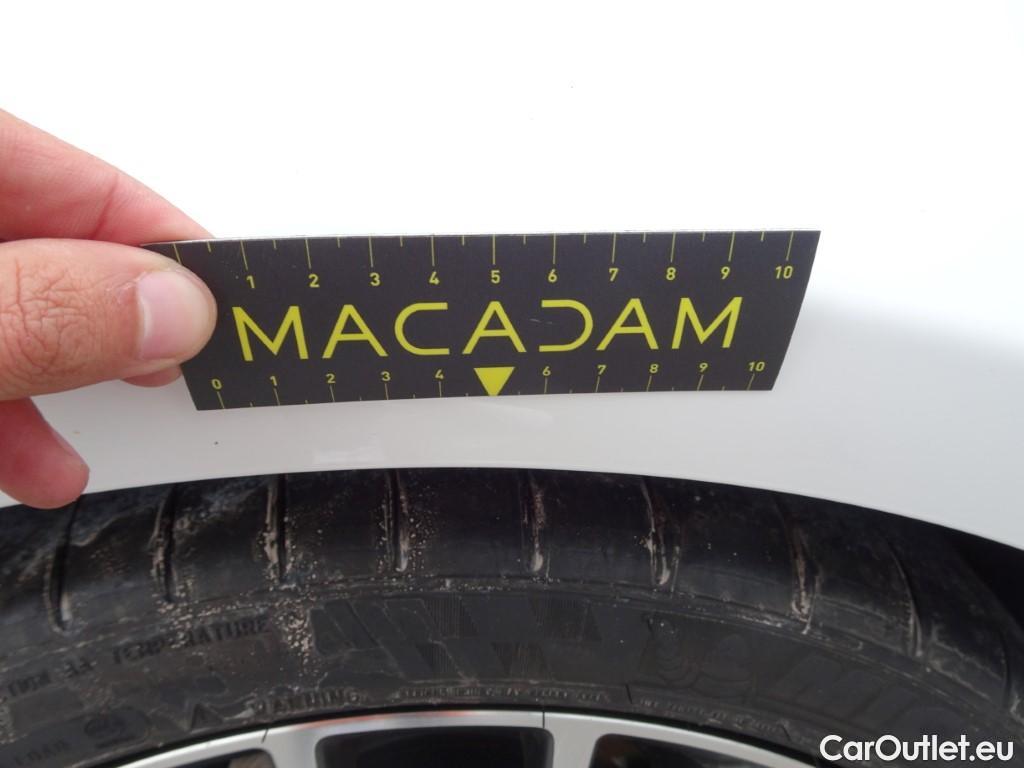 1 2 3 4 5 6 7 8 9 10
MACADAM
0 1 2 3 4 6 7 8 9 10
TEMPERATURE
WARNING
CarOutlet.eu